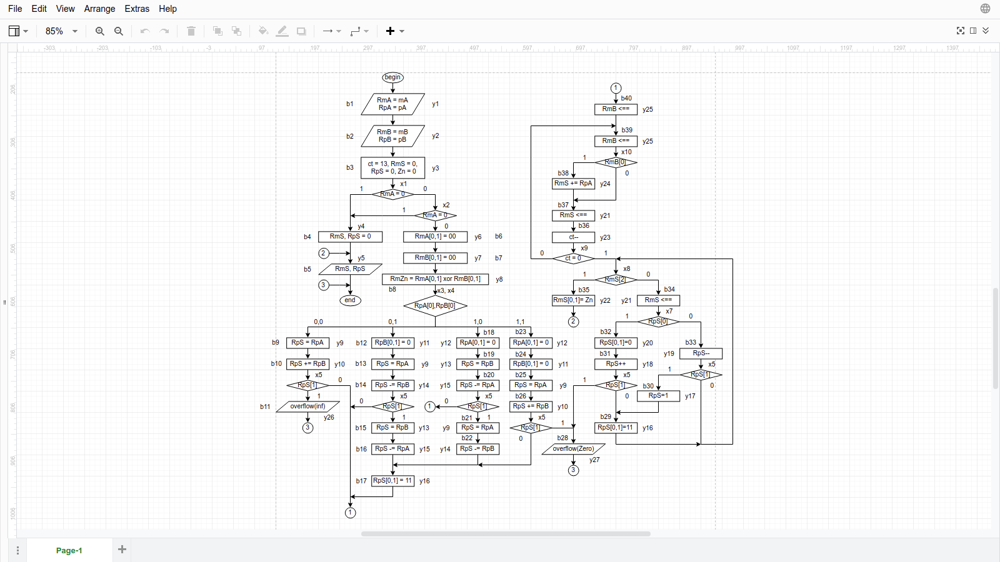 File Edit View Arrange Extras Help
85%
-303 -203 -103 -3 97 197 297 397 497 597 697 797 897 997 1097 1197 1297 1397
206
306
406
506
606
706
806
906
1006
begin
b1
RmA = mA
RpA = pA
y1
b2
RmB = mB
RpB = pB
y2
b3
ct = 13, RmS = 0,
RpS = 0, Zn = 0
y3
x1
1
RmA = 0
0
x2
1
RmA = 0
y4
0
b4
RmS, RpS = 0
RmA[0,1] = 00
y6
b6
2
y5
RmB[0,1] = 00
y7
b7
b5
RmS, RpS
RmZn = RmA[0,1] xor RmB[0,1]
y8
3
b8
x3, x4
end
RpA[0],RpB[0]
0,0
0,1
1,0
1,1
b9
RpS = RpA
y9
b10
RpS += RpB
y10
x5
RpS[1]
0
1
b11
overflow(inf)
y26
3
b12
RpB[0,1] = 0
y11
b13
RpS = RpA
y9
b14
RpS -= RpB
y14
x5
0
RpS[1]
1
b15
RpS = RpB
y13
b16
RpS -= RpA
y15
b17
RpS[0,1] = 11
y16
1
b18
y12
RpA[0,1] = 0
b19
y13
RpS = RpB
b20
y15
RpS -= RpA
x5
1
0
RpS[1]
b21
1
y9
RpS = RpA
b22
y14
RpS -= RpB
b23
RpA[0,1] = 0
y12
b24
RpB[0,1] = 0
y11
b25
RpS = RpA
y9
b26
RpS += RpB
y10
x5
RpS[1]
1
0
b28
overflow(Zero)
y27
3
1
b40
RmB <==
y25
b39
RmB <==
y25
x10
1
RmB[0]
0
b38
RmS += RpA
y24
b37
RmS <==
y21
b36
ct--
y23
x9
0
ct = 0
1
x8
1
RmS[2]
0
b35
RmS[0,1]= Zn
y22
2
b34
y21
RmS <==
x7
1
RpS[0]
0
b32
RpS[0,1]=0
y20
b31
RpS++
y18
x5
1
RpS[1]
0
b33
y19
RpS--
x5
1
RpS[1]
0
b30
RpS=1
y17
b29
RpS[0,1]=11
y16
Page-1